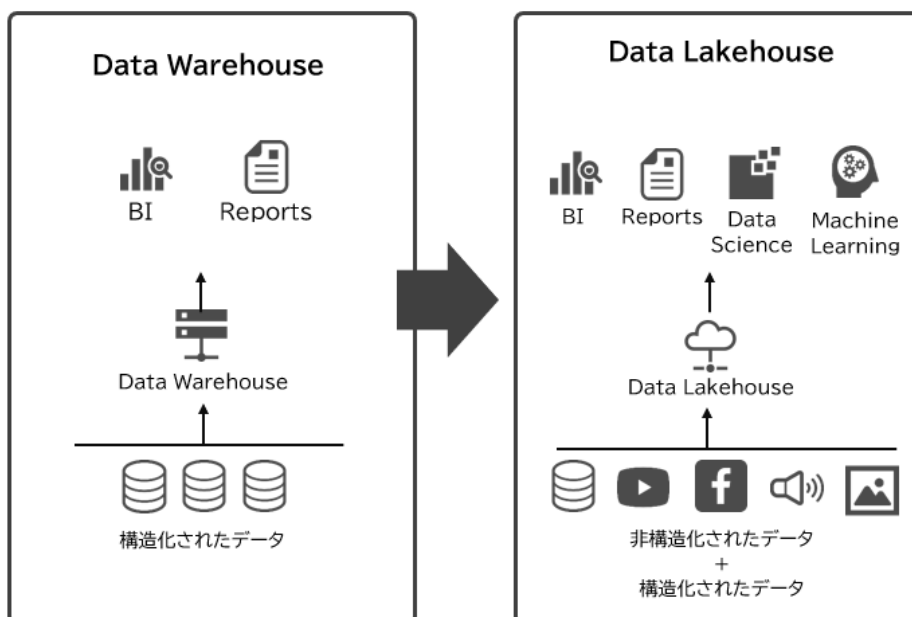 Data Warehouse
BI
Reports
Data Warehouse
構造化されたデータ
Data Lakehouse
BI
Reports
Data
Science
Machine
Learning
Data Lakehouse
f
非構造化されたデータ
+
構造化されたデータ